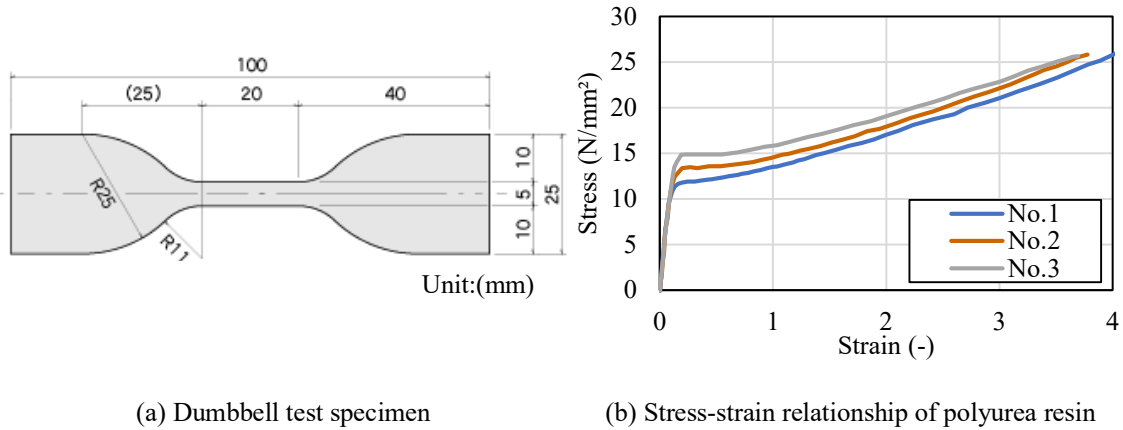 100
(25)
20
40
R25
R11
10
5
10
25
Unit:(mm)
30
25
20
15
10
5
0
Stress (N/mm²)
0
1
2
3
4
Strain (-)
No.1
No.2
No.3
(a) Dumbbell test specimen
(b) Stress-strain relationship of polyurea resin